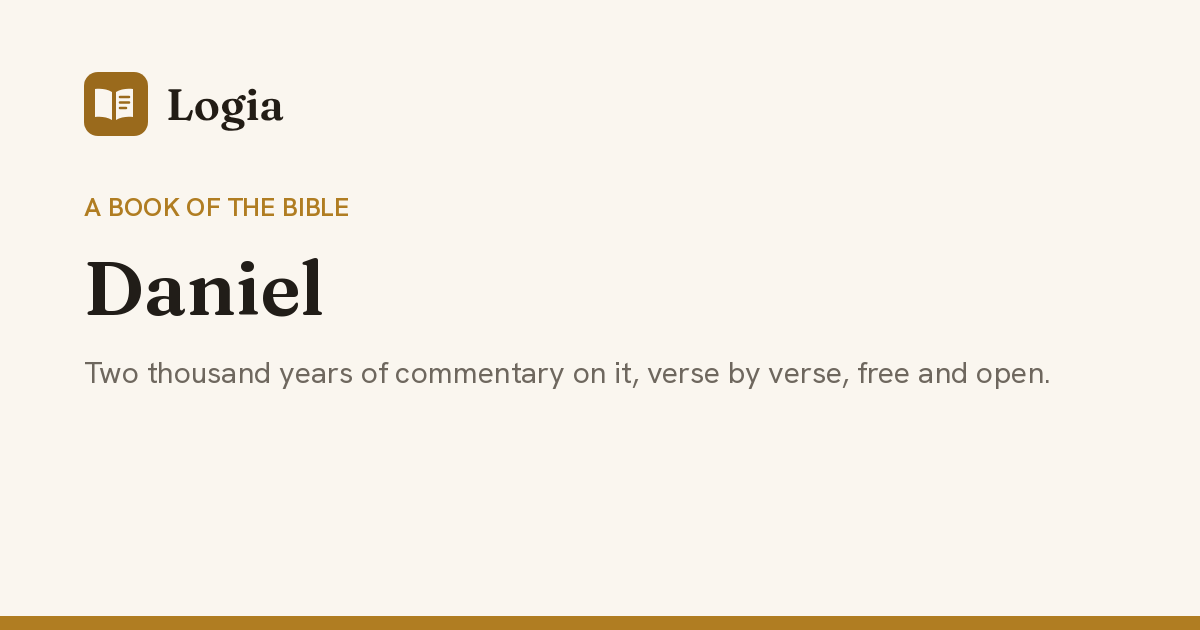 Logia
A BOOK OF THE BIBLE
Daniel
Two thousand years of commentary on it, verse by verse, free and open.